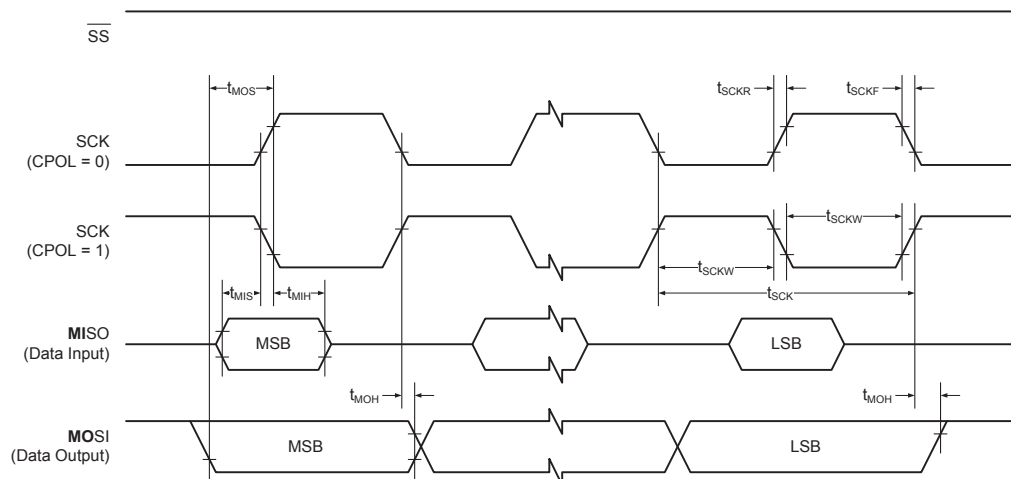 SS
tMOS
tSCKR
tSCKF
SCK
(CPOL = 0)
SCK
(CPOL = 1)
tSCKW
tSCKW
tMIS
tMIH
tSCK
MISO
(Data Input)
MSB
LSB
tMOH
tMOH
MOSI
(Data Output)
MSB
LSB